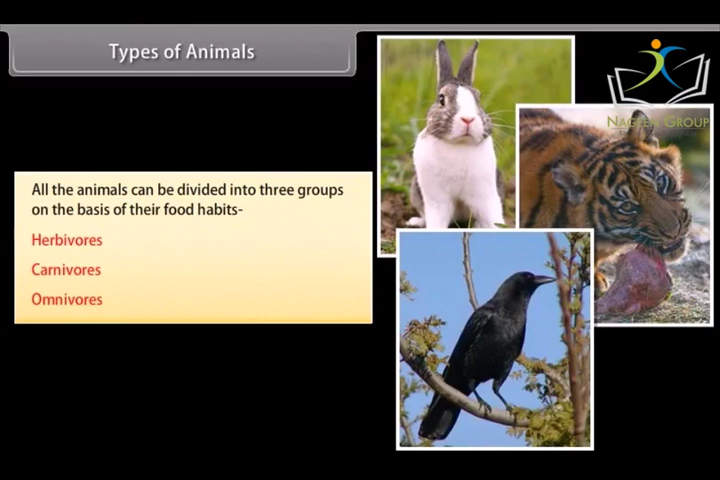 Types of Animals
All the animals can be divided into three groups
on the basis of their food habits-
Herbivores
Carnivores
Omnivores